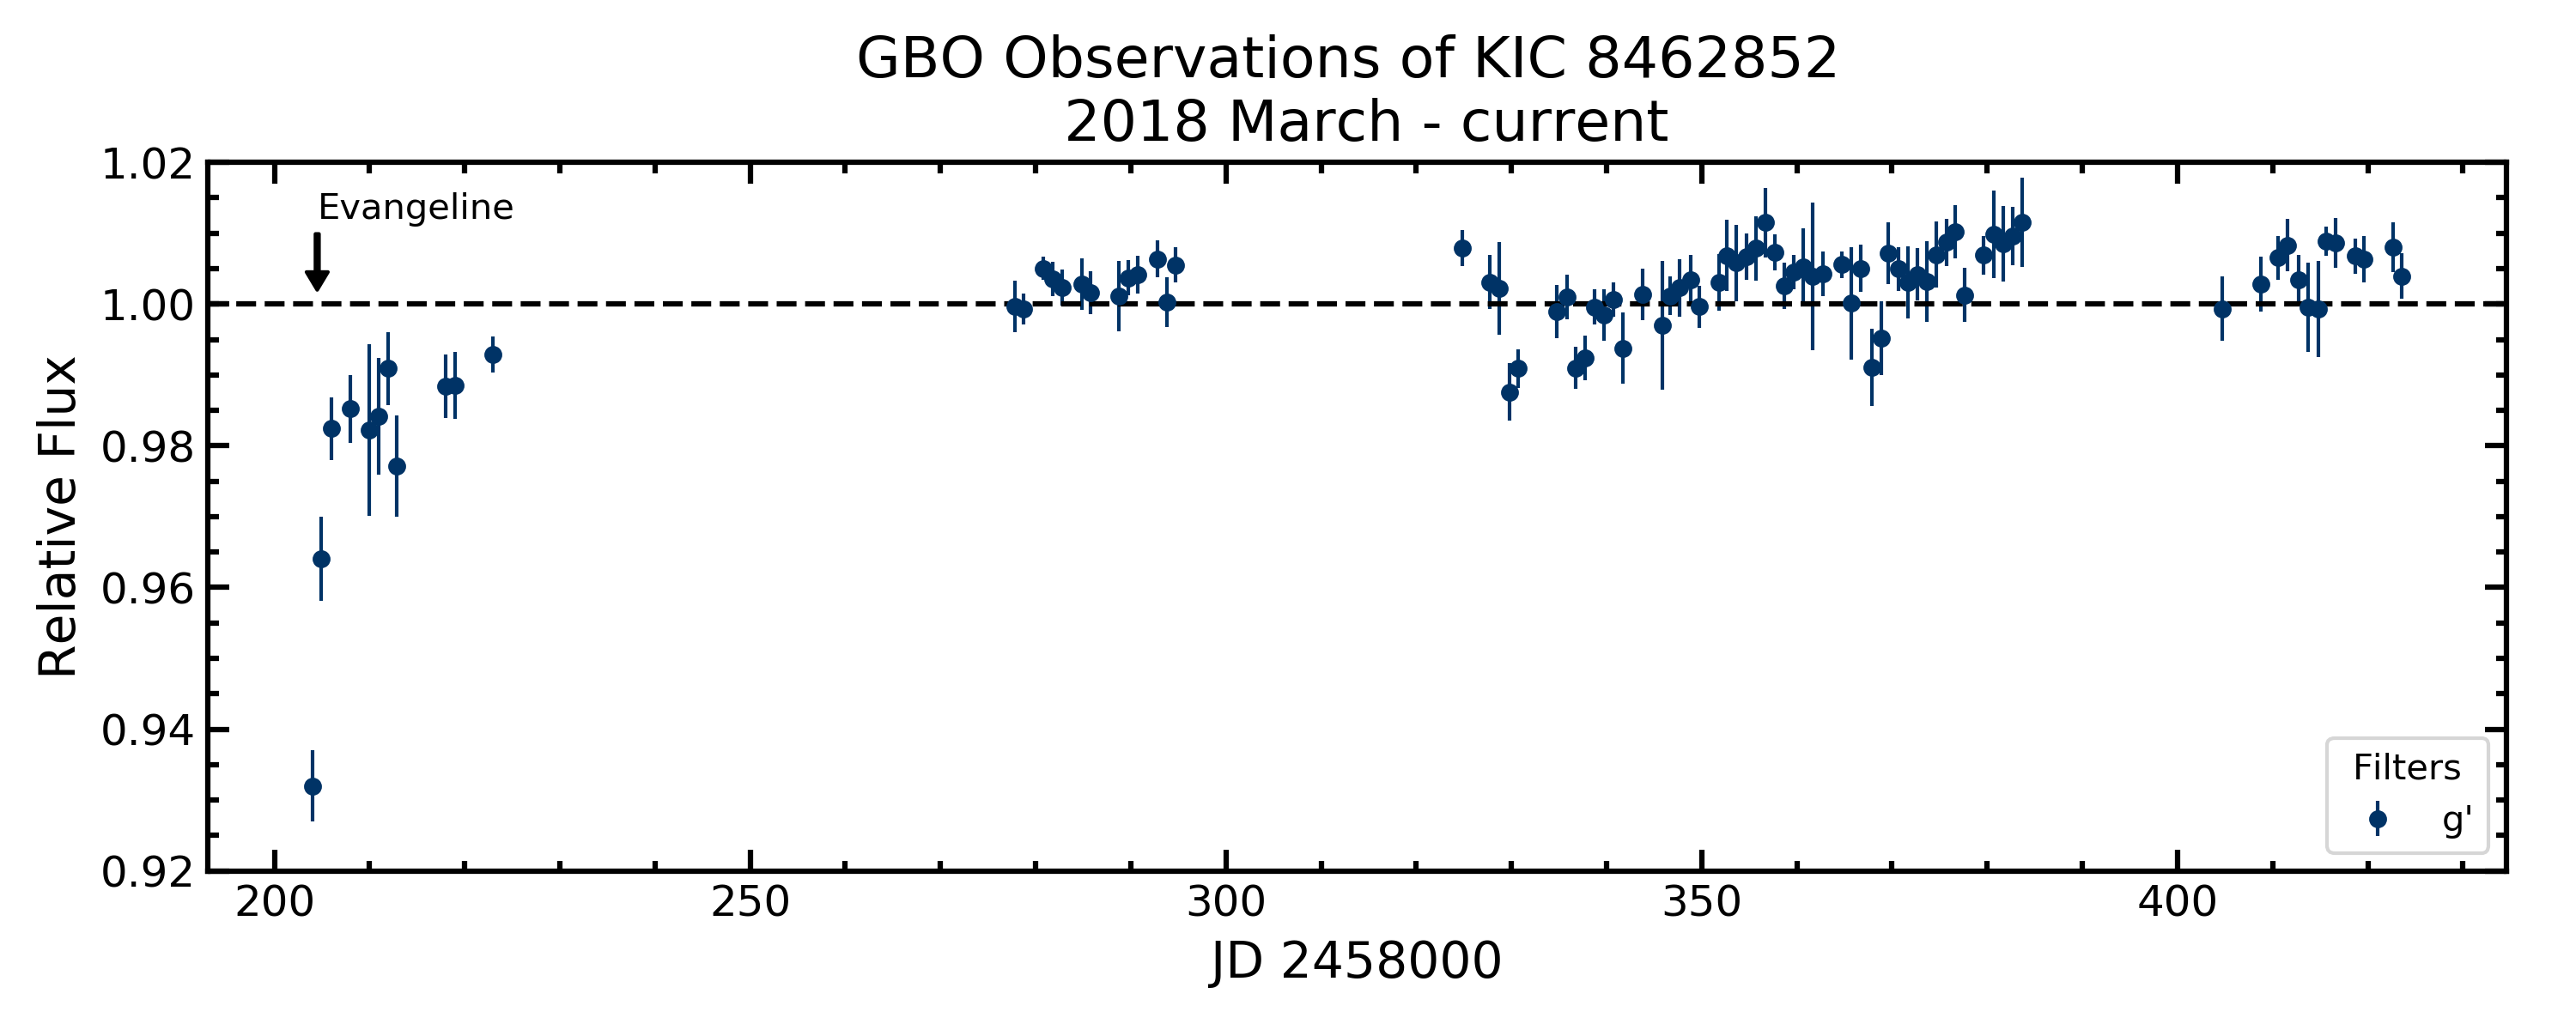 GBO Observations of KIC 8462852
2018 March - current
1.02
1.00
0.98
0.96
0.94
0.92
Relative Flux
Evangeline
Filters
g'
200
250
300
350
400
JD 2458000